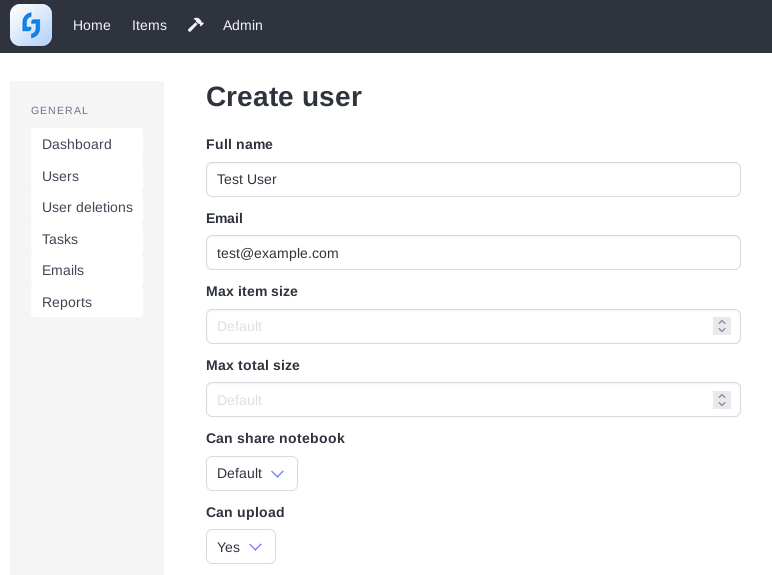 Home Items Admin
GENERAL
Dashboard
Users
User deletions
Tasks
Emails
Reports
Create user
Full name
Test User
Email
test@example.com
Max item size
Default
Max total size
Default
Can share notebook
Default
Can upload
Yes